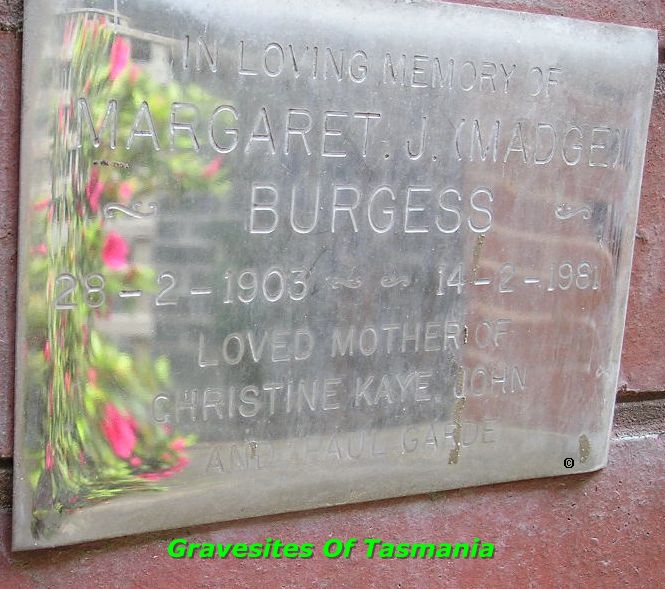 IN LOVING MEMORY OF
MARGARET. J. (MADGE)
~ BURGESS ~
28-2-1903 ~ ~ 14-2-1981
LOVED MOTHER OF
CHRISTINE KAYE, JOHN
AND PAUL GARDE
©
Gravesites Of Tasmania